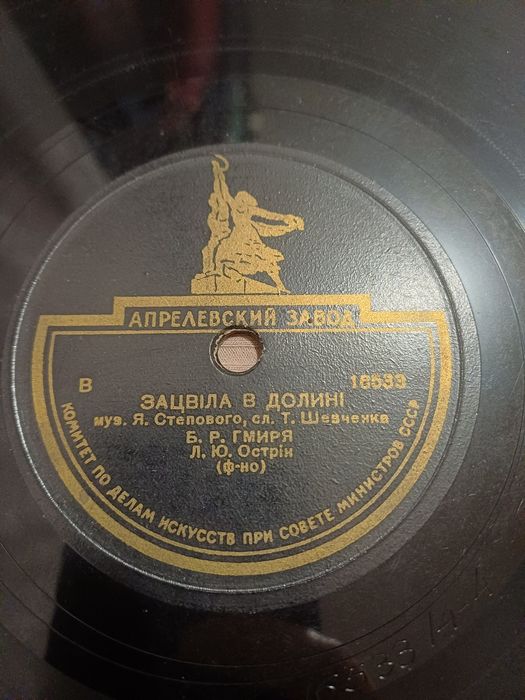 АПРЕЛЕВСКИЙ ЗАВОД
В 16533
ЗАЦВІЛА В ДОЛИНІ
муз. Я. Степового, сл. Т. Шевченка
Б. Р. ГМИРЯ
Л. Ю. Острін
(ф-но)
КОМИТЕТ ПО ДЕЛАМ ИСКУССТВ ПРИ СОВЕТЕ МИНИСТРОВ СССР